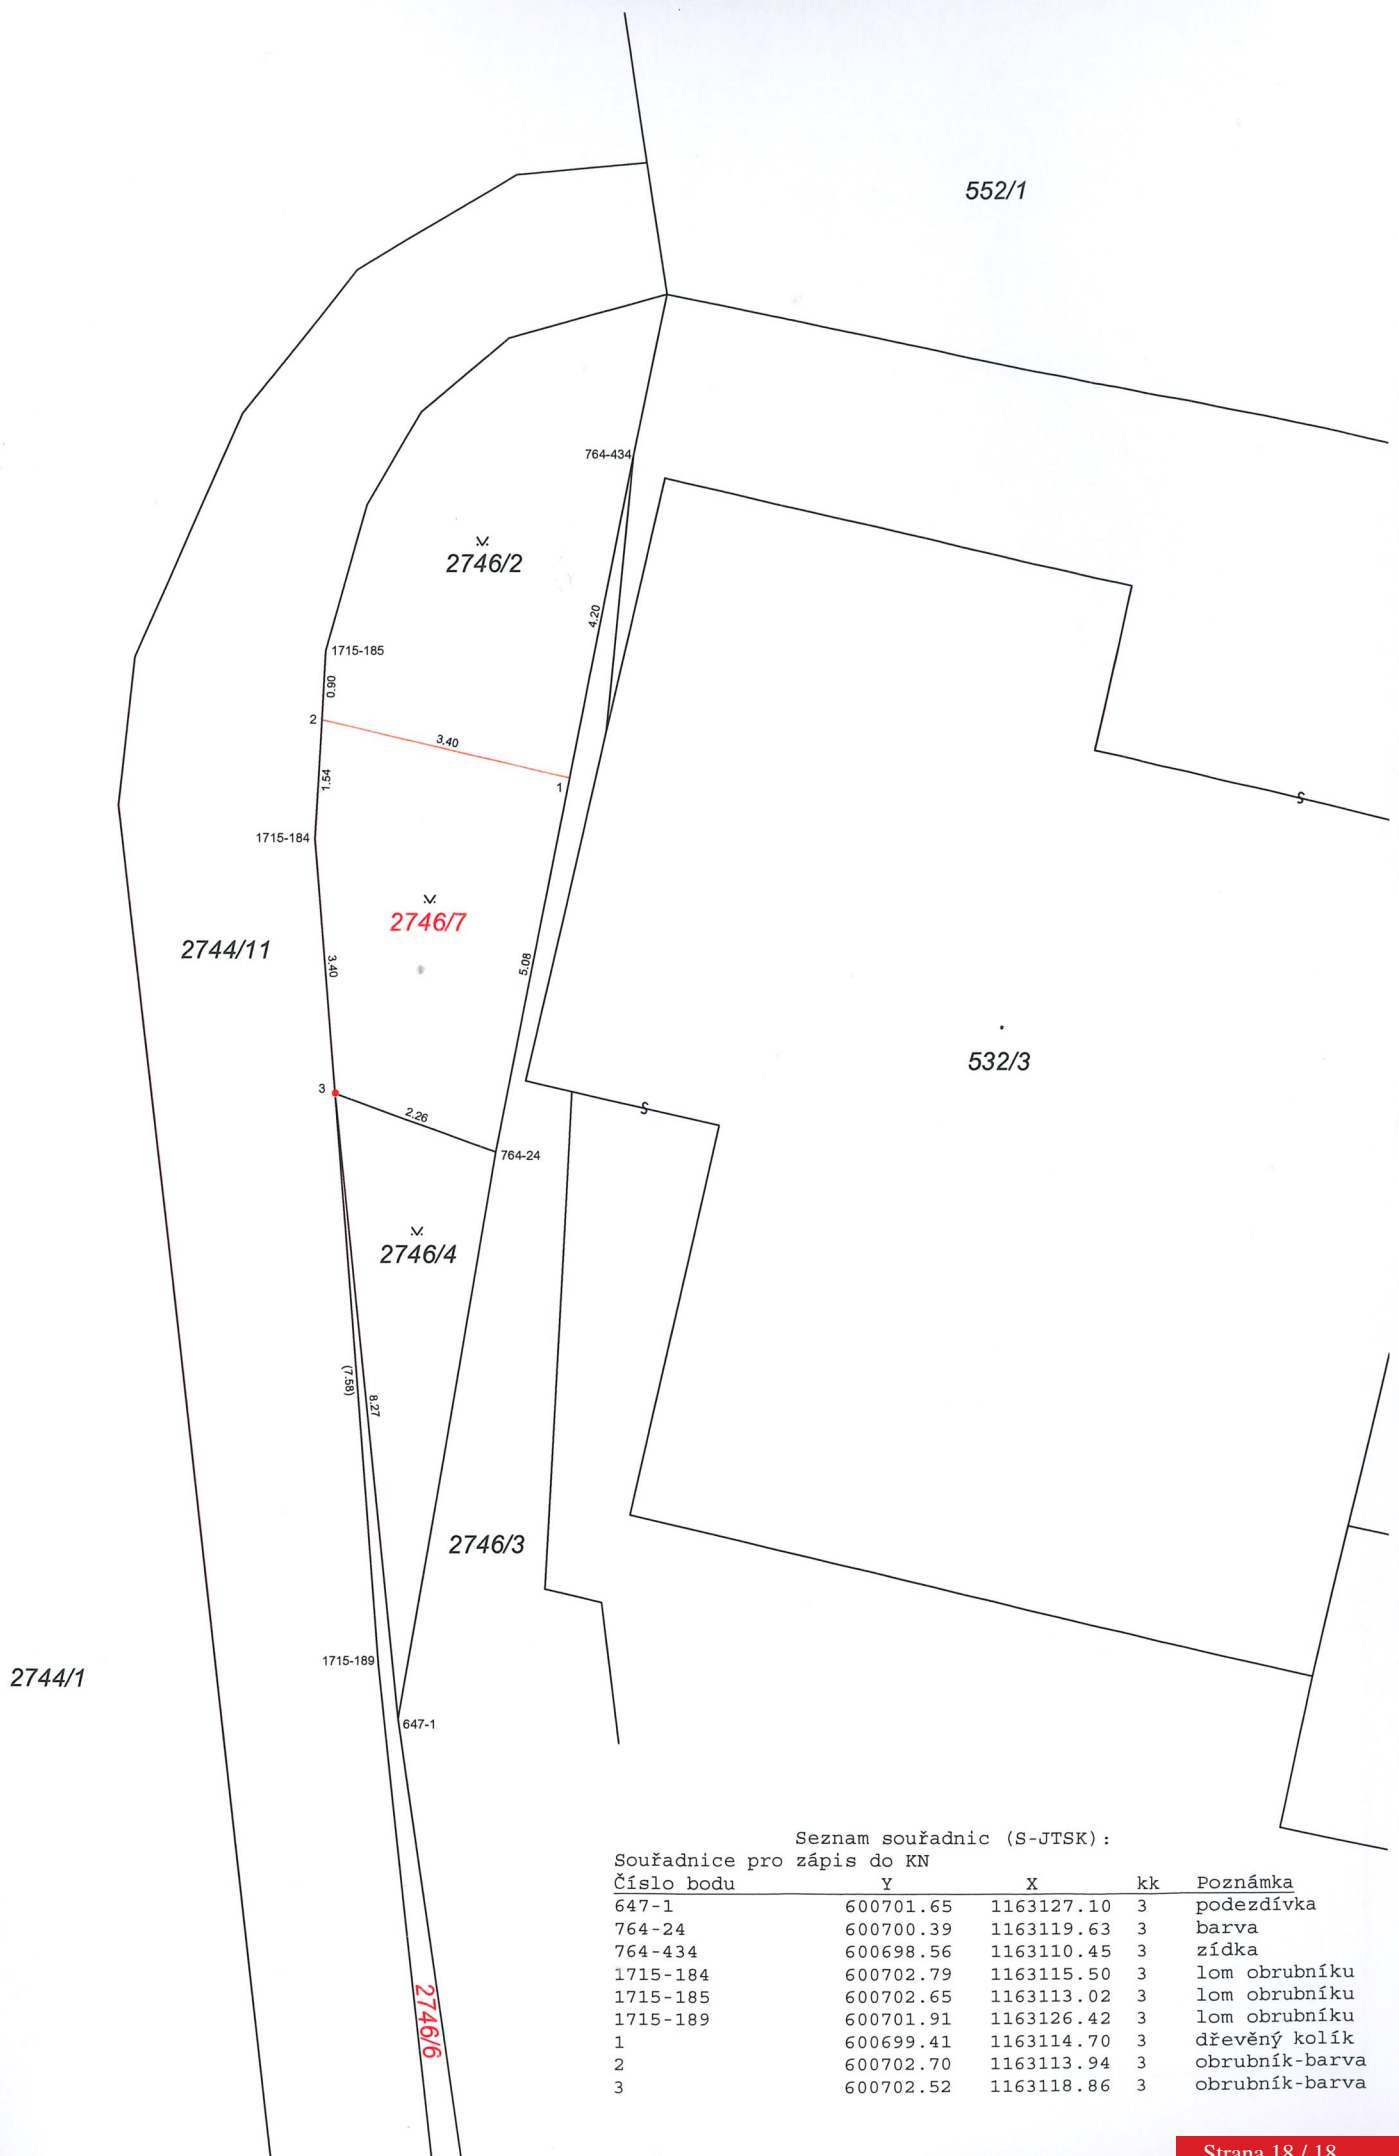 552/1
764-434
2746/2
4.20
1715-185
0.90
2
3.40
1
1.54
1715-184
2746/7
2744/11
3.40
5.08
532/3
3
2.26
764-24
2746/4
(7.58)
8.27
2746/3
1715-189
2744/1
647-1
2746/6
Seznam souřadnic (S-JTSK):
Souřadnice pro zápis do KN
Číslo bodu Y X kk Poznámka
647-1 600701.65 1163127.10 3 podezdívka
764-24 600700.39 1163119.63 3 barva
764-434 600698.56 1163110.45 3 zídka
1715-184 600702.79 1163115.50 3 lom obrubníku
1715-185 600702.65 1163113.02 3 lom obrubníku
1715-189 600701.91 1163126.42 3 lom obrubníku
1 600699.41 1163114.70 3 dřevěný kolík
2 600702.70 1163113.94 3 obrubník-barva
3 600702.52 1163118.86 3 obrubník-barva
Strana 18 / 18